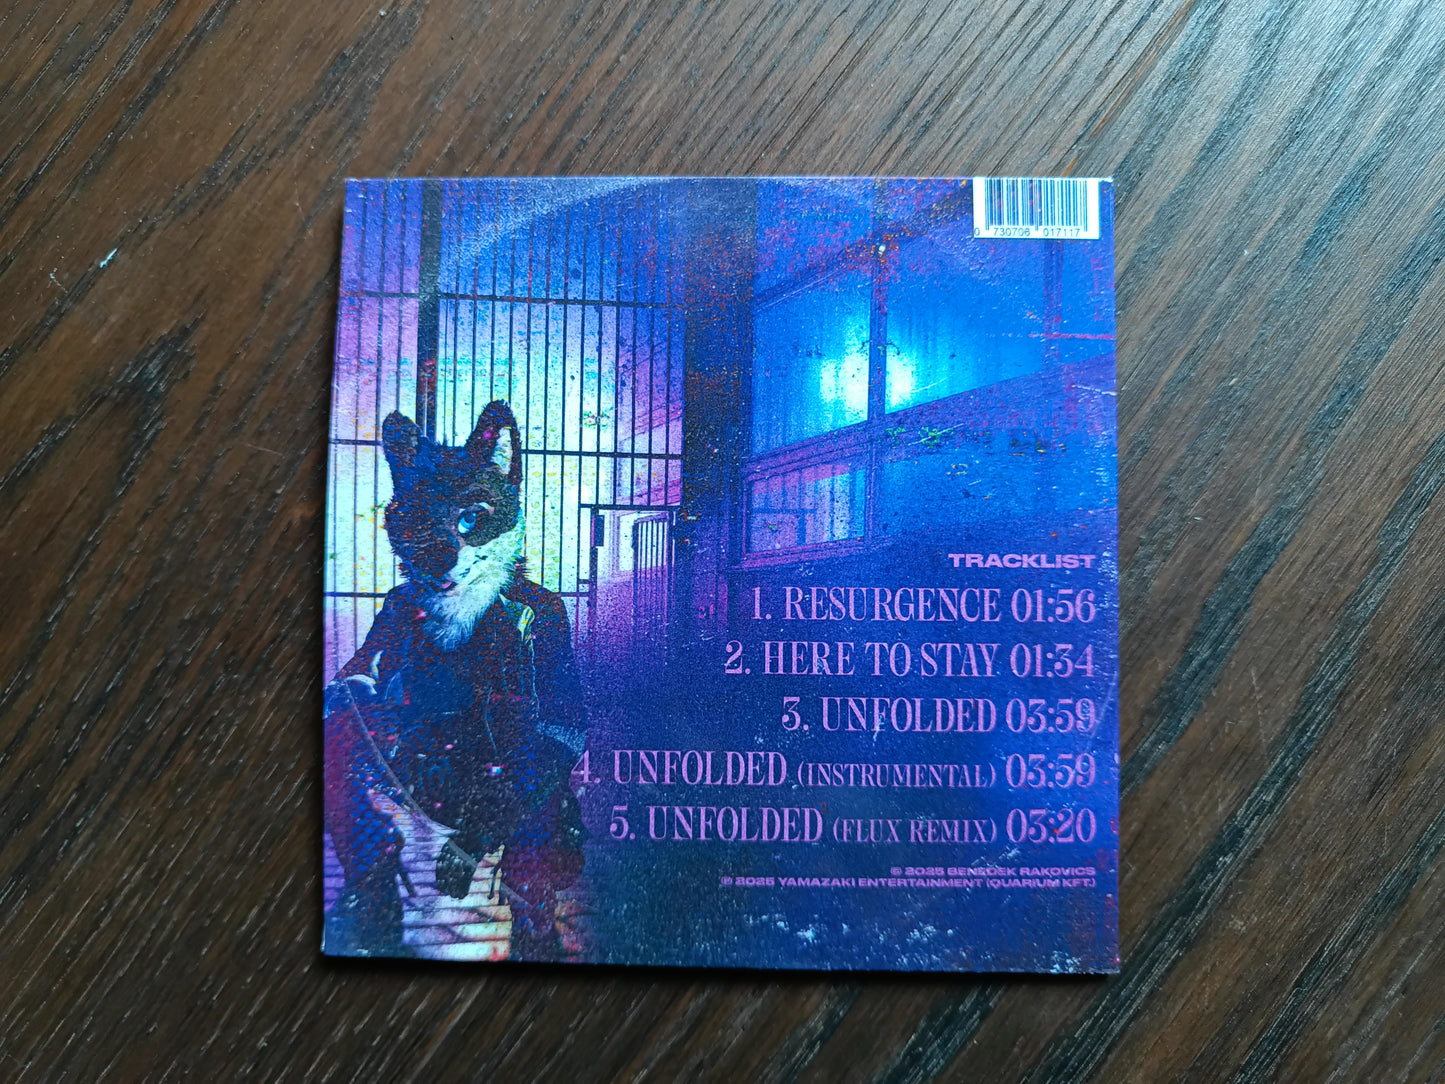 0 730706 017117
TRACKLIST
1. RESURGENCE 01:56
2. HERE TO STAY 01:34
3. UNFOLDED 03:59
4. UNFOLDED (INSTRUMENTAL) 03:59
5. UNFOLDED (FLUX REMIX) 03:20
© 2025 BENEDEK RAKOVICS
℗ 2025 YAMAZAKI ENTERTAINMENT (QUARIUM KFT.)